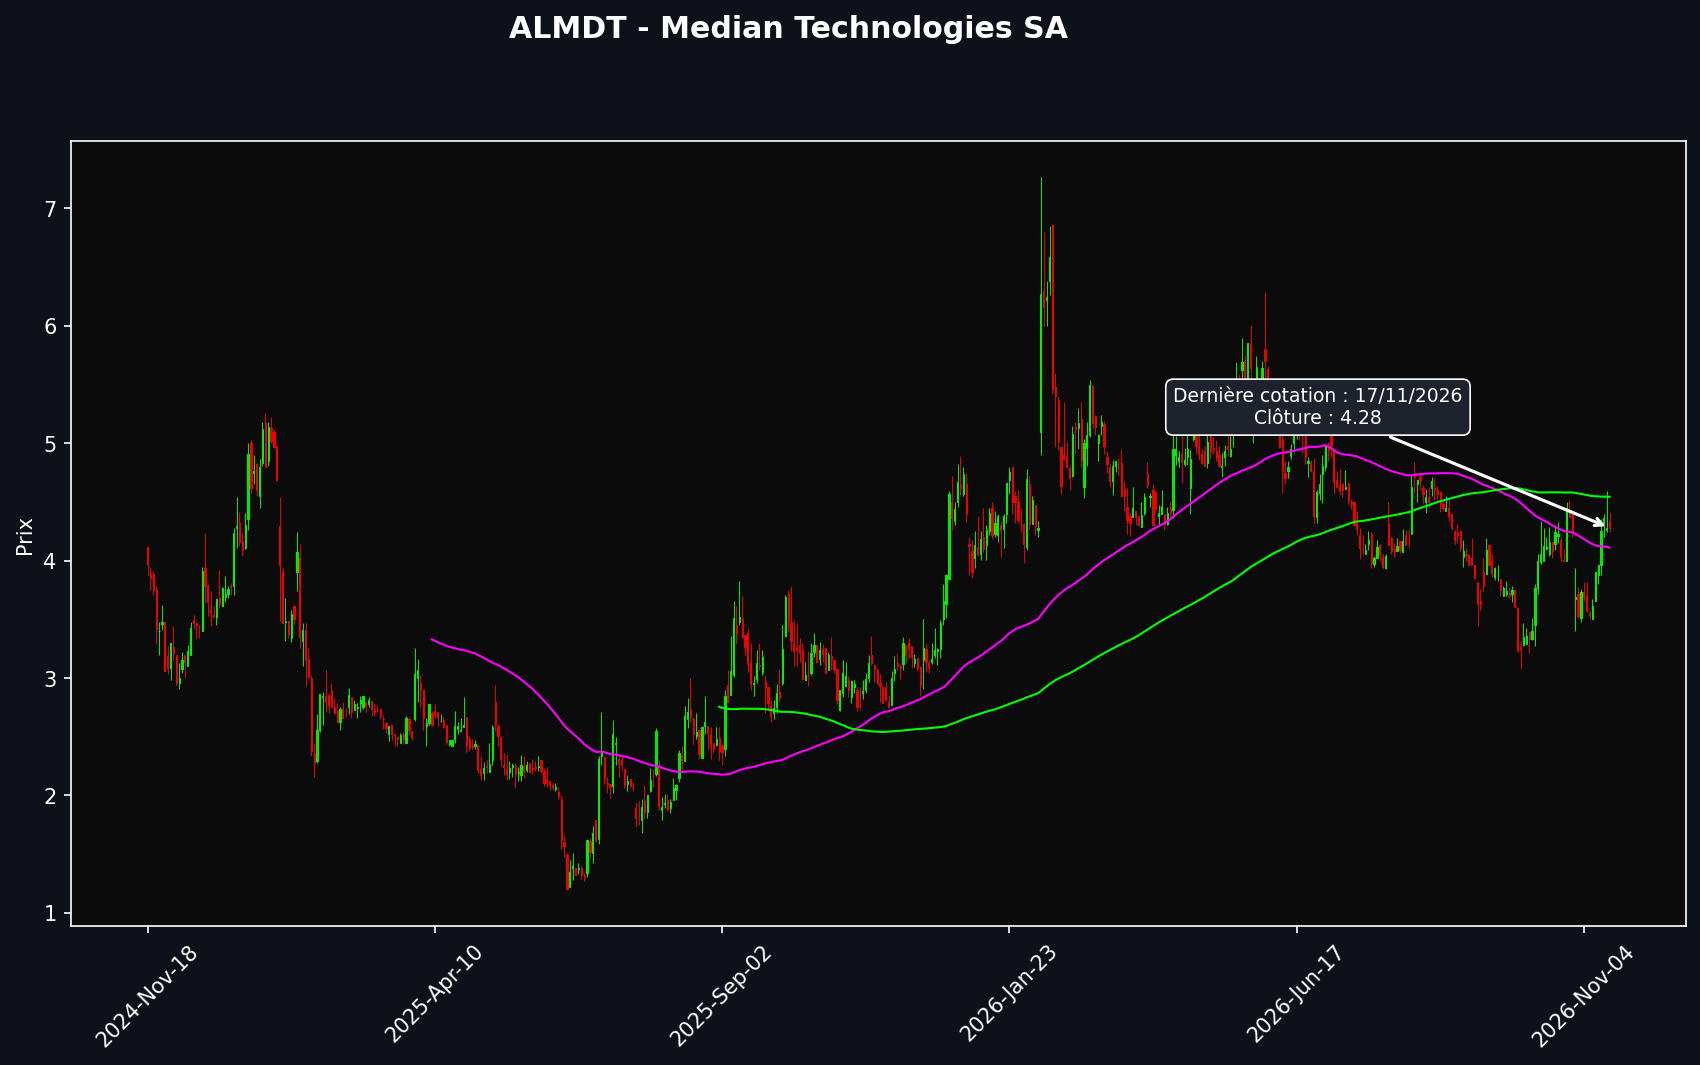 ALMDT - Median Technologies SA
Prix
7
6
5
4
3
2
1
Dernière cotation : 17/11/2026
Clôture : 4.28
2024-Nov-18
2025-Apr-10
2025-Sep-02
2026-Jan-23
2026-Jun-17
2026-Nov-04